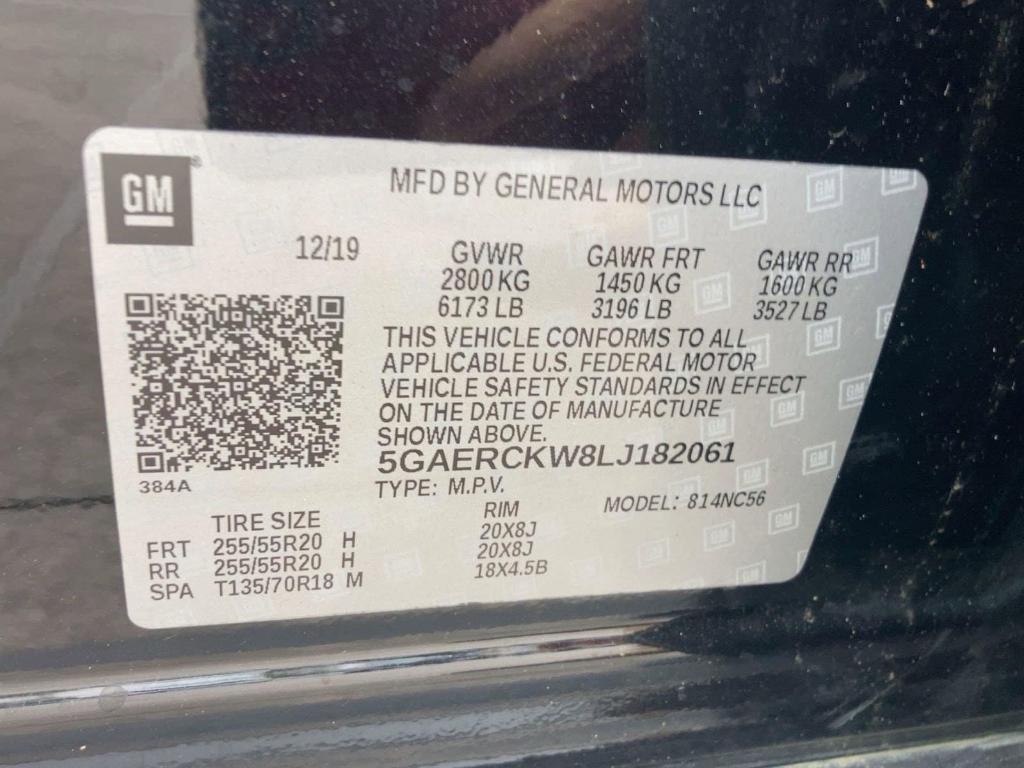 GM
MFD BY GENERAL MOTORS LLC
12/19 GVWR GAWR FRT GAWR RR
2800 KG 1450 KG 1600 KG
6173 LB 3196 LB 3527 LB
THIS VEHICLE CONFORMS TO ALL
APPLICABLE U.S. FEDERAL MOTOR
VEHICLE SAFETY STANDARDS IN EFFECT
ON THE DATE OF MANUFACTURE
SHOWN ABOVE.
5GAERCKW8LJ182061
384A
TYPE: M.P.V. MODEL: 814NC56
TIRE SIZE RIM
FRT 255/55R20 H 20X8J
RR 255/55R20 H 20X8J
SPA T135/70R18 M 18X4.5B